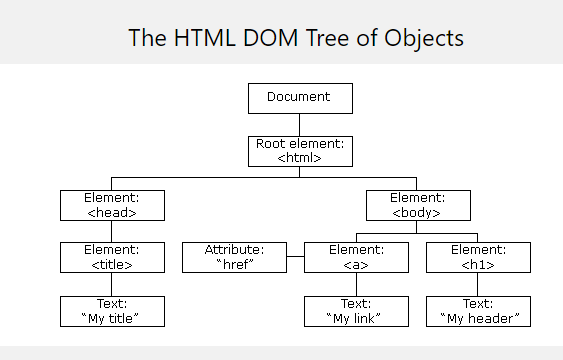 The HTML DOM Tree of Objects
Document
Root element:
<html>
Element:
<head>
Element:
<body>
Element:
<title>
Attribute:
“href”
Element:
<a>
Element:
<h1>
Text:
“My title”
Text:
“My link”
Text:
“My header”